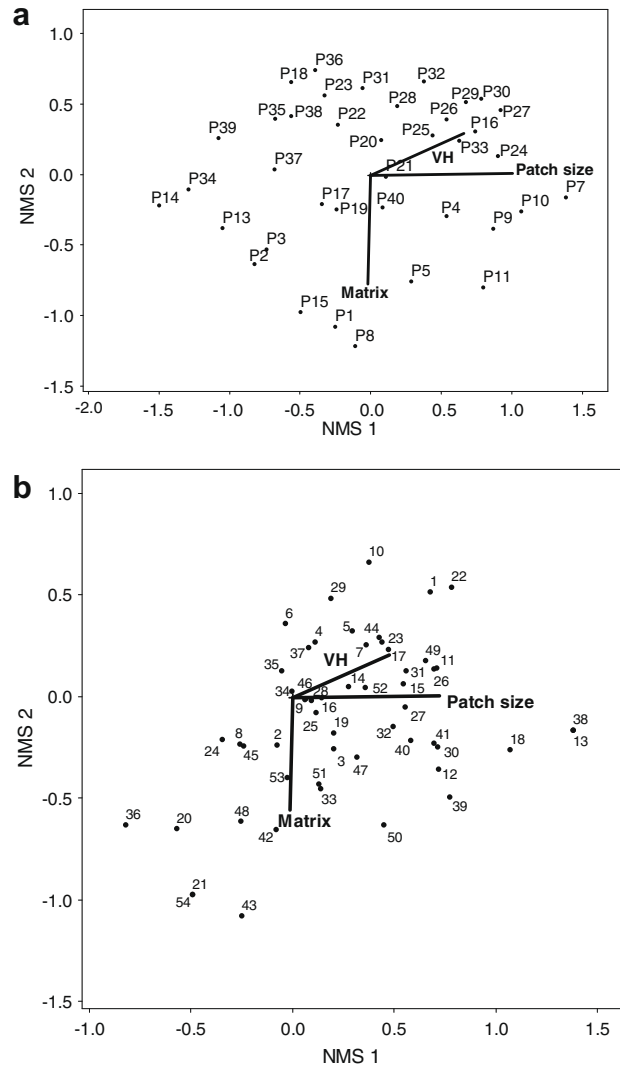 a
1.0
P36
P18
P31
P32
P23
P29
P30
0.5
P28
P35
P38
P22
P26
P27
P39
P25
P16
P20
VH
P33
P24
P37
P21
Patch size
0.0
P34
P14
P17
P19
P40
P4
P10
P7
P13
P9
P3
-0.5
P2
Matrix
P5
P11
P15
-1.0
P1
P8
-1.5
NMS 2
-2.0 -1.5 -1.0 -0.5 0.0 0.5 1.0 1.5
NMS 1
b
1.0
10
1
22
29
0.5
6
4
5
44
23
37
7
VH
17
49
11
35
31
26
46
14
34
28
52
15
Patch size
0.0
9
16
25
27
19
32
38
2
13
8
41
18
24
45
40
30
3
47
53
51
12
33
39
-0.5
36
20
48
42
Matrix
50
21
54
43
-1.0
-1.5
NMS 2
-1.0 -0.5 0.0 0.5 1.0 1.5
NMS 1